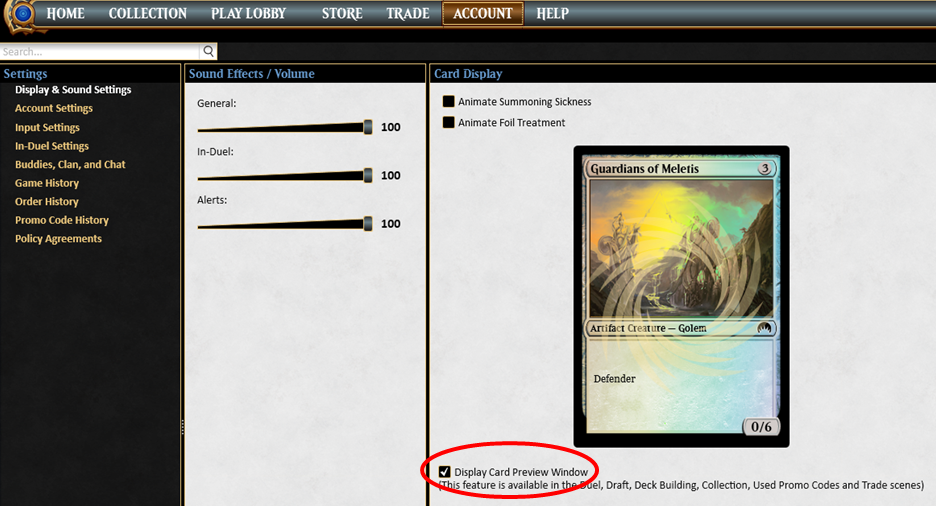 HOME COLLECTION PLAY LOBBY STORE TRADE ACCOUNT HELP
Search...
Settings
Display & Sound Settings
Account Settings
Input Settings
In-Duel Settings
Buddies, Clan, and Chat
Game History
Order History
Promo Code History
Policy Agreements
Sound Effects / Volume
General:
100
In-Duel:
100
Alerts:
100
Card Display
Animate Summoning Sickness
Animate Foil Treatment
Guardians of Meletis 3
Artifact Creature — Golem
Defender
0/6
Display Card Preview Window
(This feature is available in the Duel, Draft, Deck Building, Collection, Used Promo Codes and Trade scenes)